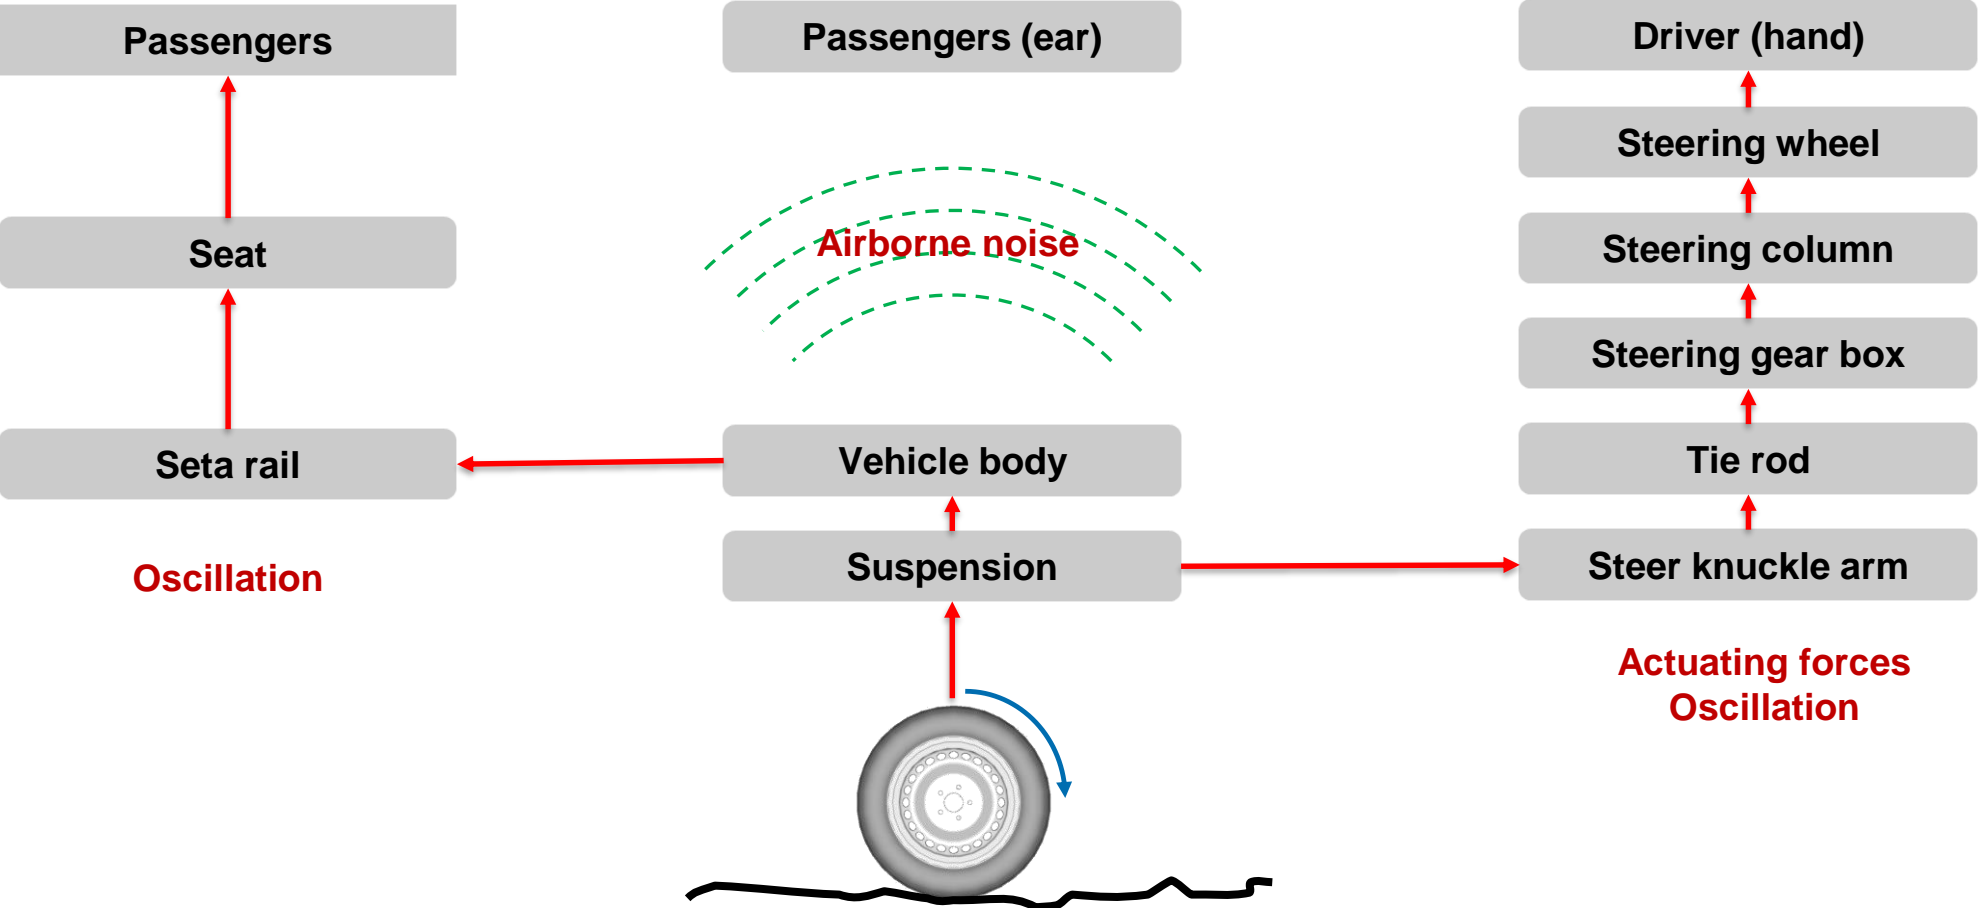 Passengers
Passengers (ear)
Driver (hand)
Steering wheel
Seat
Airborne noise
Steering column
Steering gear box
Seta rail
Vehicle body
Tie rod
Oscillation
Suspension
Steer knuckle arm
Actuating forces
Oscillation